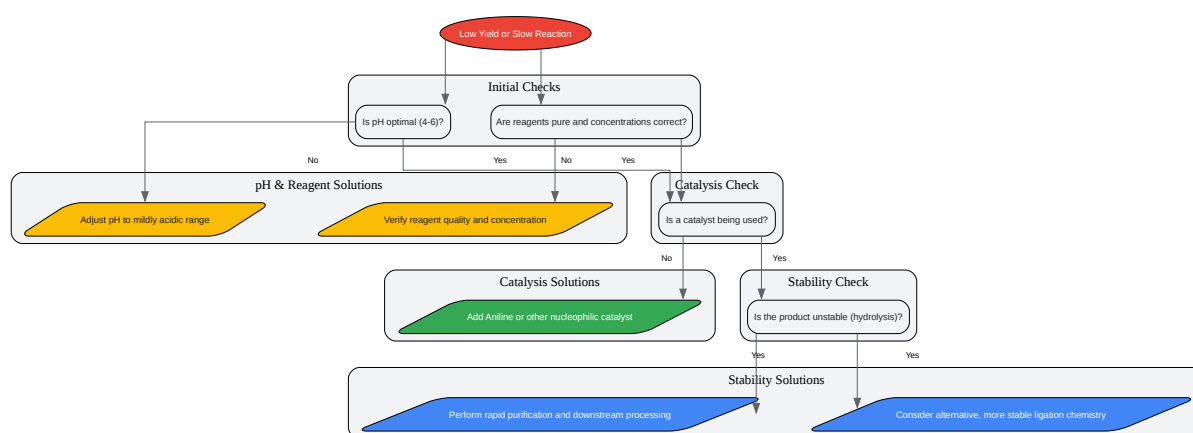 Low Yield or Slow Reaction
Initial Checks
Is pH optimal (4-6)?
Are reagents pure and concentrations correct?
No
Yes
No
Yes
pH & Reagent Solutions
Catalysis Check
Adjust pH to mildly acidic range
Verify reagent quality and concentration
Is a catalyst being used?
No
Yes
Catalysis Solutions
Stability Check
Add Aniline or other nucleophilic catalyst
Is the product unstable (hydrolysis)?
Yes
Yes
Stability Solutions
Perform rapid purification and downstream processing
Consider alternative, more stable ligation chemistry